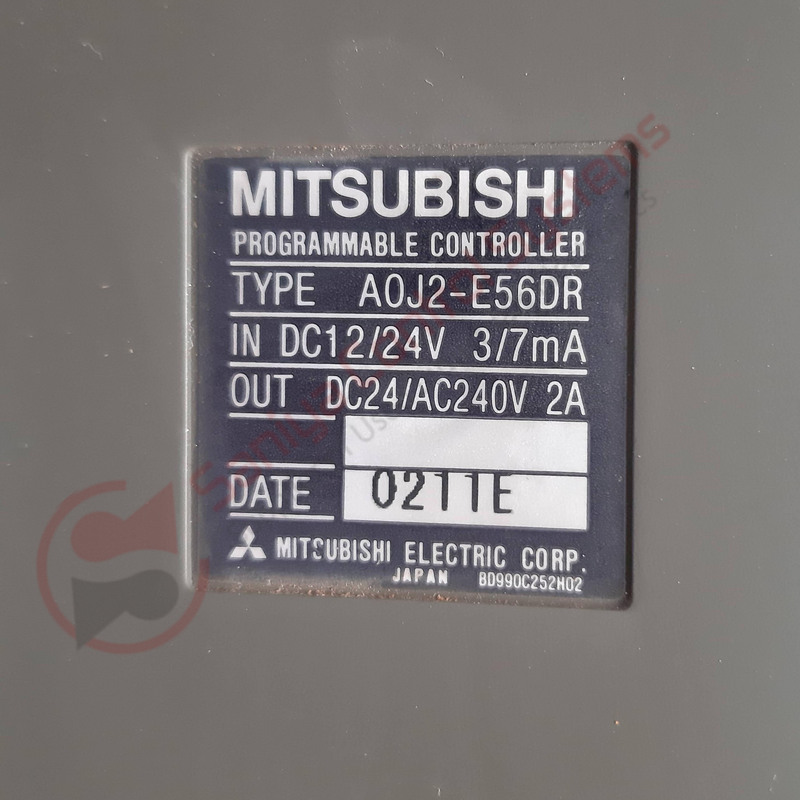 MITSUBISHI
PROGRAMMABLE CONTROLLER
TYPE A0J2-E56DR
IN DC12/24V 3/7mA
OUT DC24/AC240V 2A
DATE 0211E
MITSUBISHI ELECTRIC CORP.
JAPAN BD990C252H02